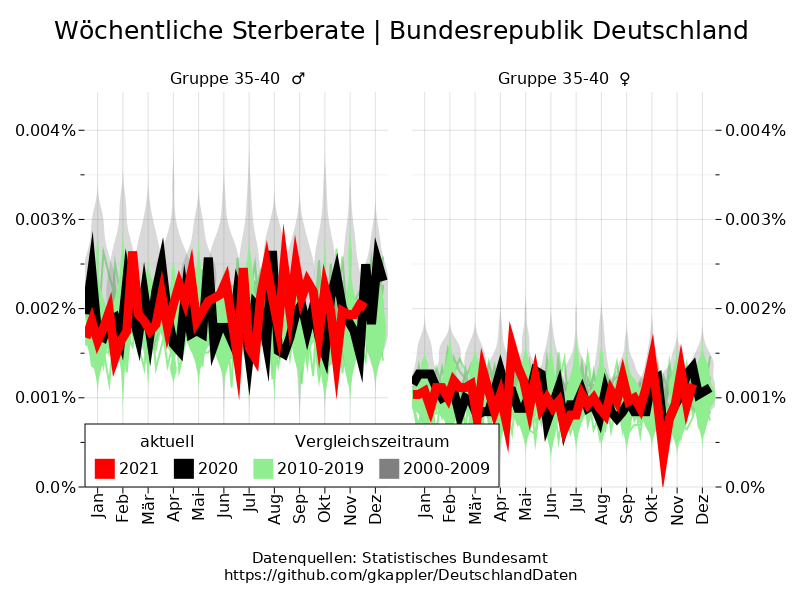 Wöchentliche Sterberate | Bundesrepublik Deutschland
Gruppe 35-40 ♂
Gruppe 35-40 ♀
0.004%
0.003%
0.002%
0.001%
0.0%
0.004%
0.003%
0.002%
0.001%
0.0%
aktuell
Vergleichszeitraum
2021
2020
2010-2019
2000-2009
Jan
Feb
Mär
Apr
Mai
Jun
Jul
Aug
Sep
Okt
Nov
Dez
Jan
Feb
Mär
Apr
Mai
Jun
Jul
Aug
Sep
Okt
Nov
Dez
Datenquellen: Statistisches Bundesamt
https://github.com/gkappler/DeutschlandDaten